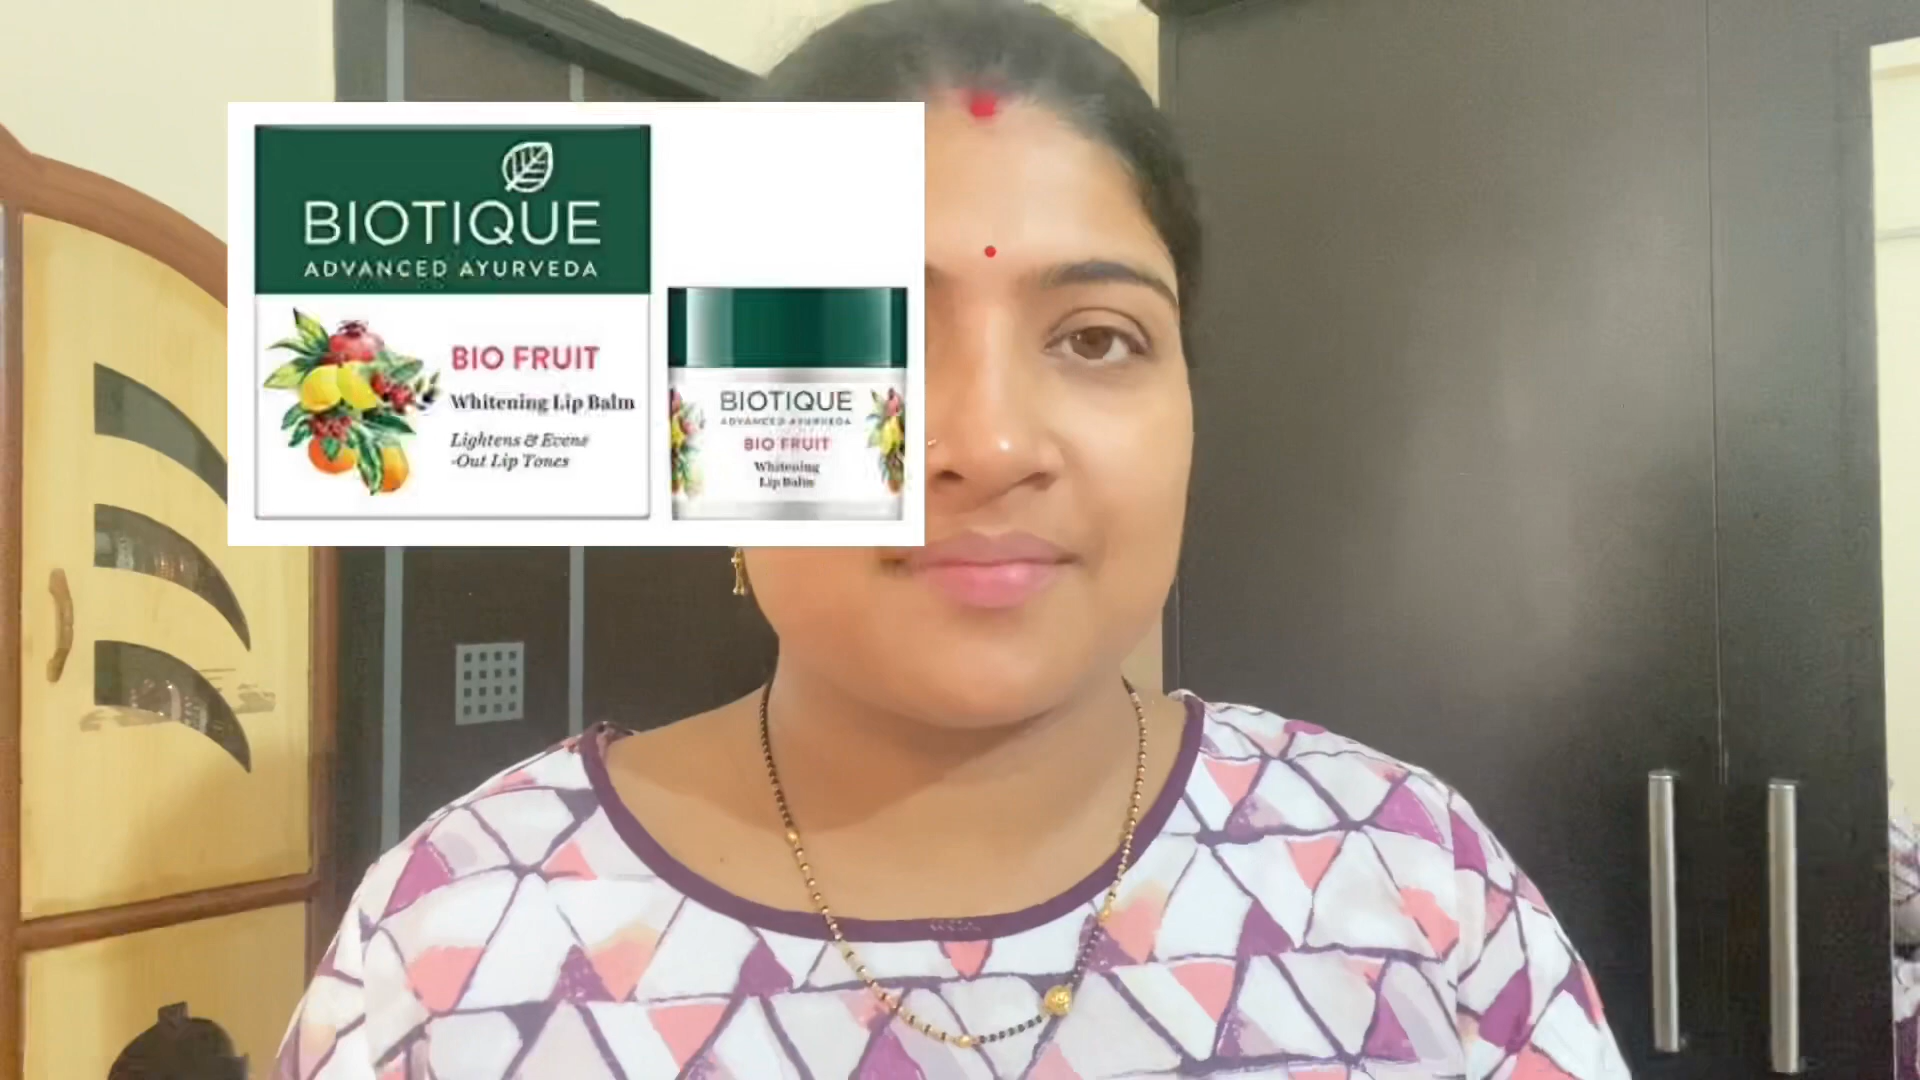 BIOTIQUE
ADVANCED AYURVEDA
BIO FRUIT
Whitening Lip Balm
Lightens & Evens
-Out Lip Tones
BIOTIQUE
ADVANCED AYURVEDA
BIO FRUIT
Whitening
Lip Balm